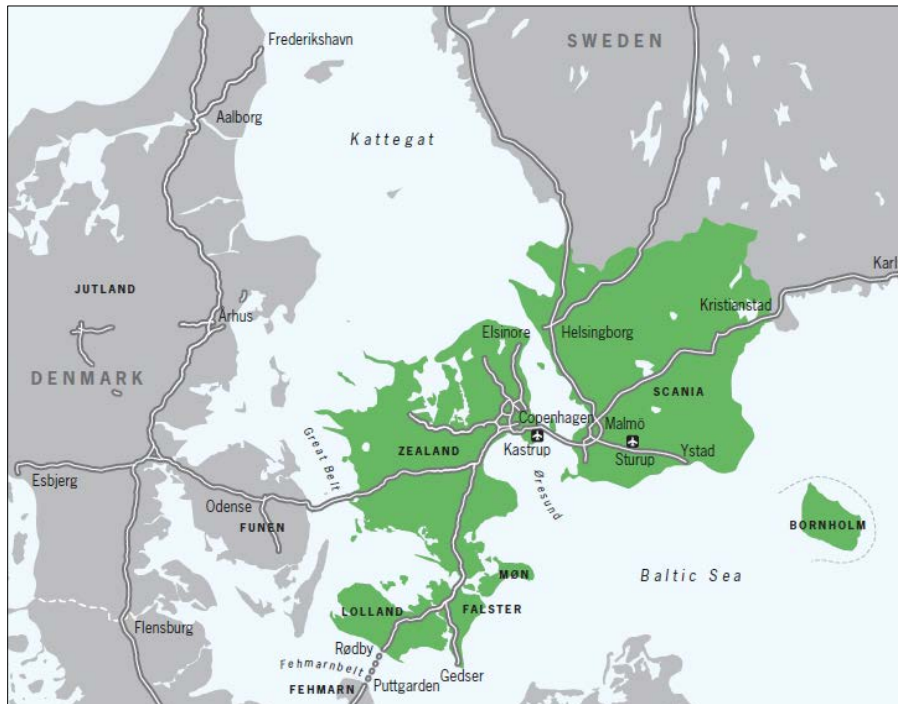 Frederikshavn
SWEDEN
Aalborg
Kattegat
Karl
JUTLAND
Kristianstad
Århus
Elsinore
Helsingborg
DENMARK
SCANIA
Copenhagen
Malmö
Great Belt
ZEALAND
Kastrup
Sturup
Ystad
Esbjerg
Odense
Øresund
FUNEN
BORNHOLM
MØN
Baltic Sea
LOLLAND
FALSTER
Flensburg
Rødby
Fehmarnbelt
Gedser
Puttgarden
FEHMARN